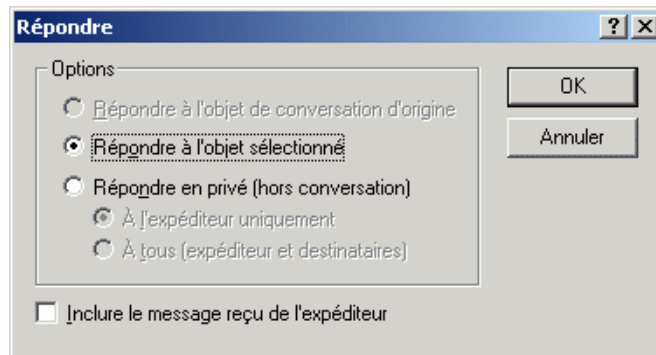 Répondre
Options
Répondre à l'objet de conversation d'origine
Répondre à l'objet sélectionné
Répondre en privé (hors conversation)
À l'expéditeur uniquement
À tous (expéditeur et destinataires)
Inclure le message reçu de l'expéditeur
OK
Annuler